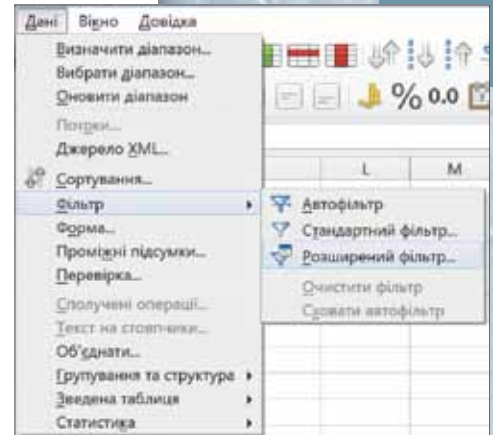 Дані Вікно Довідка
Визначити діапазон...
Вибрати діапазон...
Оновити діапазон
Потоки...
Джерело XML...
Сортування...
Фільтр
Форма...
Проміжні підсумки...
Перевірка...
Сполучені операції...
Текст на стовпчики...
Об'єднати...
Групування та структура
Зведена таблиця
Статистика
% 0.0
L M
Автофільтр
Стандартний фільтр...
Розширений фільтр...
Очистити фільтр
Сховати автофільтр